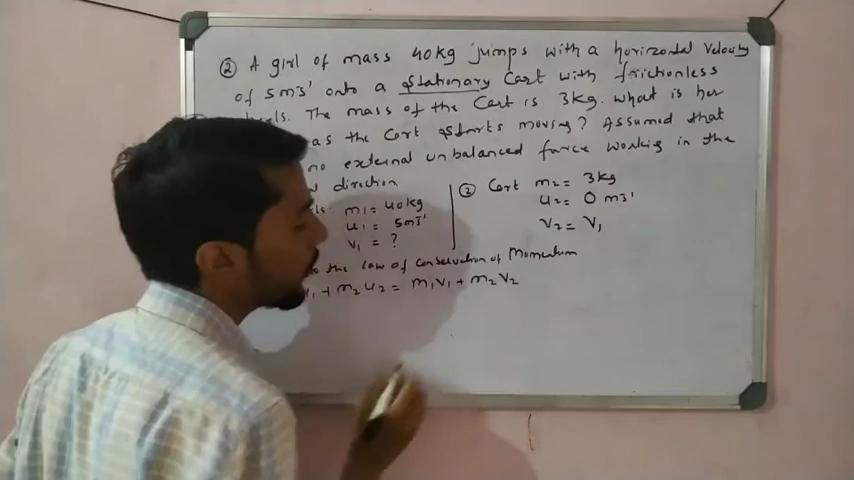 ② A girl of mass 40kg jumps with a horizontal velocity
of 5ms⁻¹ onto a stationary Cart with frictionless
The mass of the Cart is 3kg. what is her
as the Cart starts moving? Assumed that
no external unbalanced force working in the
direction
m₁ = 40kg
u₁ = 5ms⁻¹
v₁ = ?
② Cart m₂ = 3kg
u₂ = 0 ms⁻¹
v₂ = v₁
the law of conservation of Momentum
+ m₂u₂ = m₁v₁ + m₂v₂